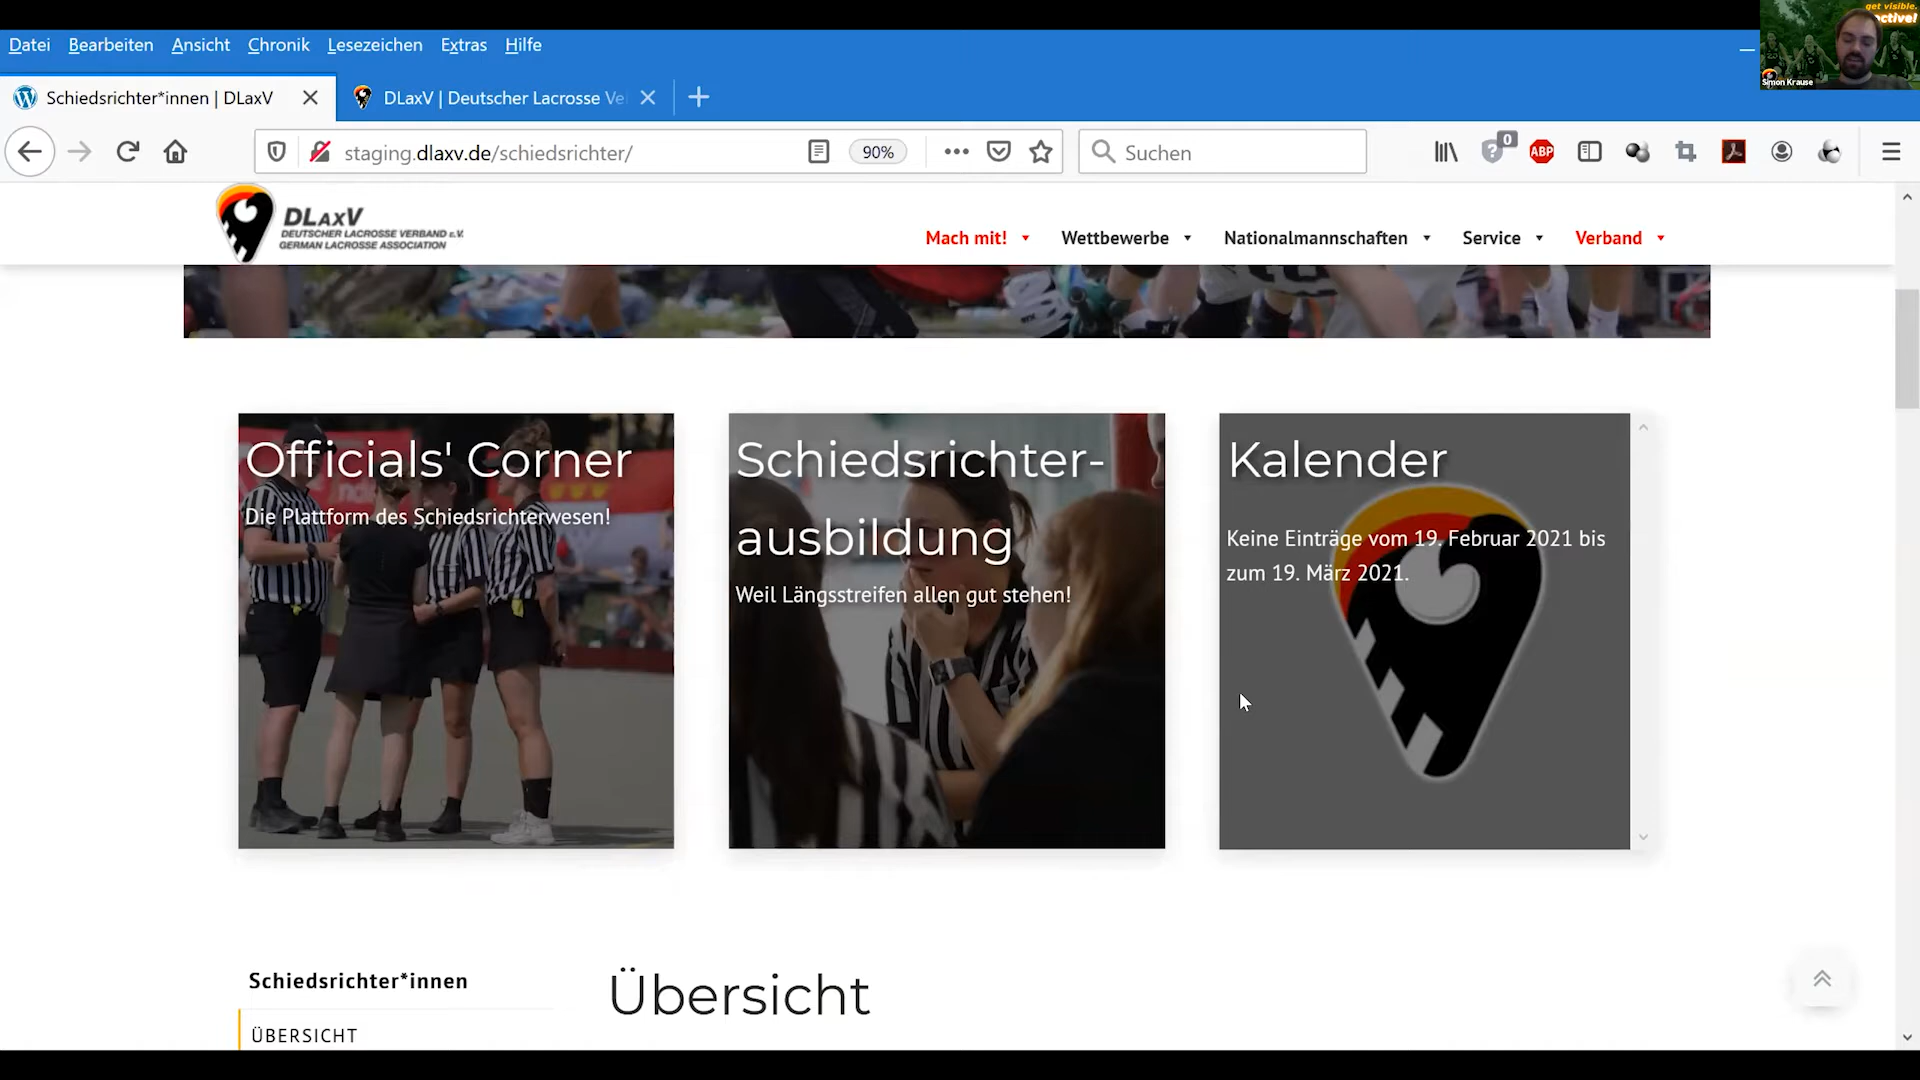 get visible.
active!
Simon Krause
Datei Bearbeiten Ansicht Chronik Lesezeichen Extras Hilfe
Schiedsrichter*innen | DLaxV
DLaxV | Deutscher Lacrosse Ve
staging.dlaxv.de/schiedsrichter/
90%
Suchen
0
ABP
DLAXV
DEUTSCHER LACROSSE VERBAND e.V.
GERMAN LACROSSE ASSOCIATION
Mach mit! Wettbewerbe Nationalmannschaften Service Verband
Officials' Corner
Die Plattform des Schiedsrichterwesen!
Schiedsrichter-
ausbildung
Weil Längsstreifen allen gut stehen!
Kalender
Keine Einträge vom 19. Februar 2021 bis
zum 19. März 2021.
Schiedsrichter*innen
ÜBERSICHT
Übersicht